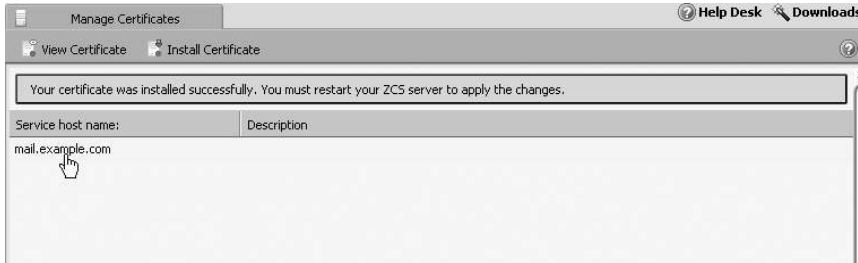 Manage Certificates
Help Desk Downloads
View Certificate Install Certificate
Your certificate was installed successfully. You must restart your ZCS server to apply the changes.
Service host name: Description
mail.example.com